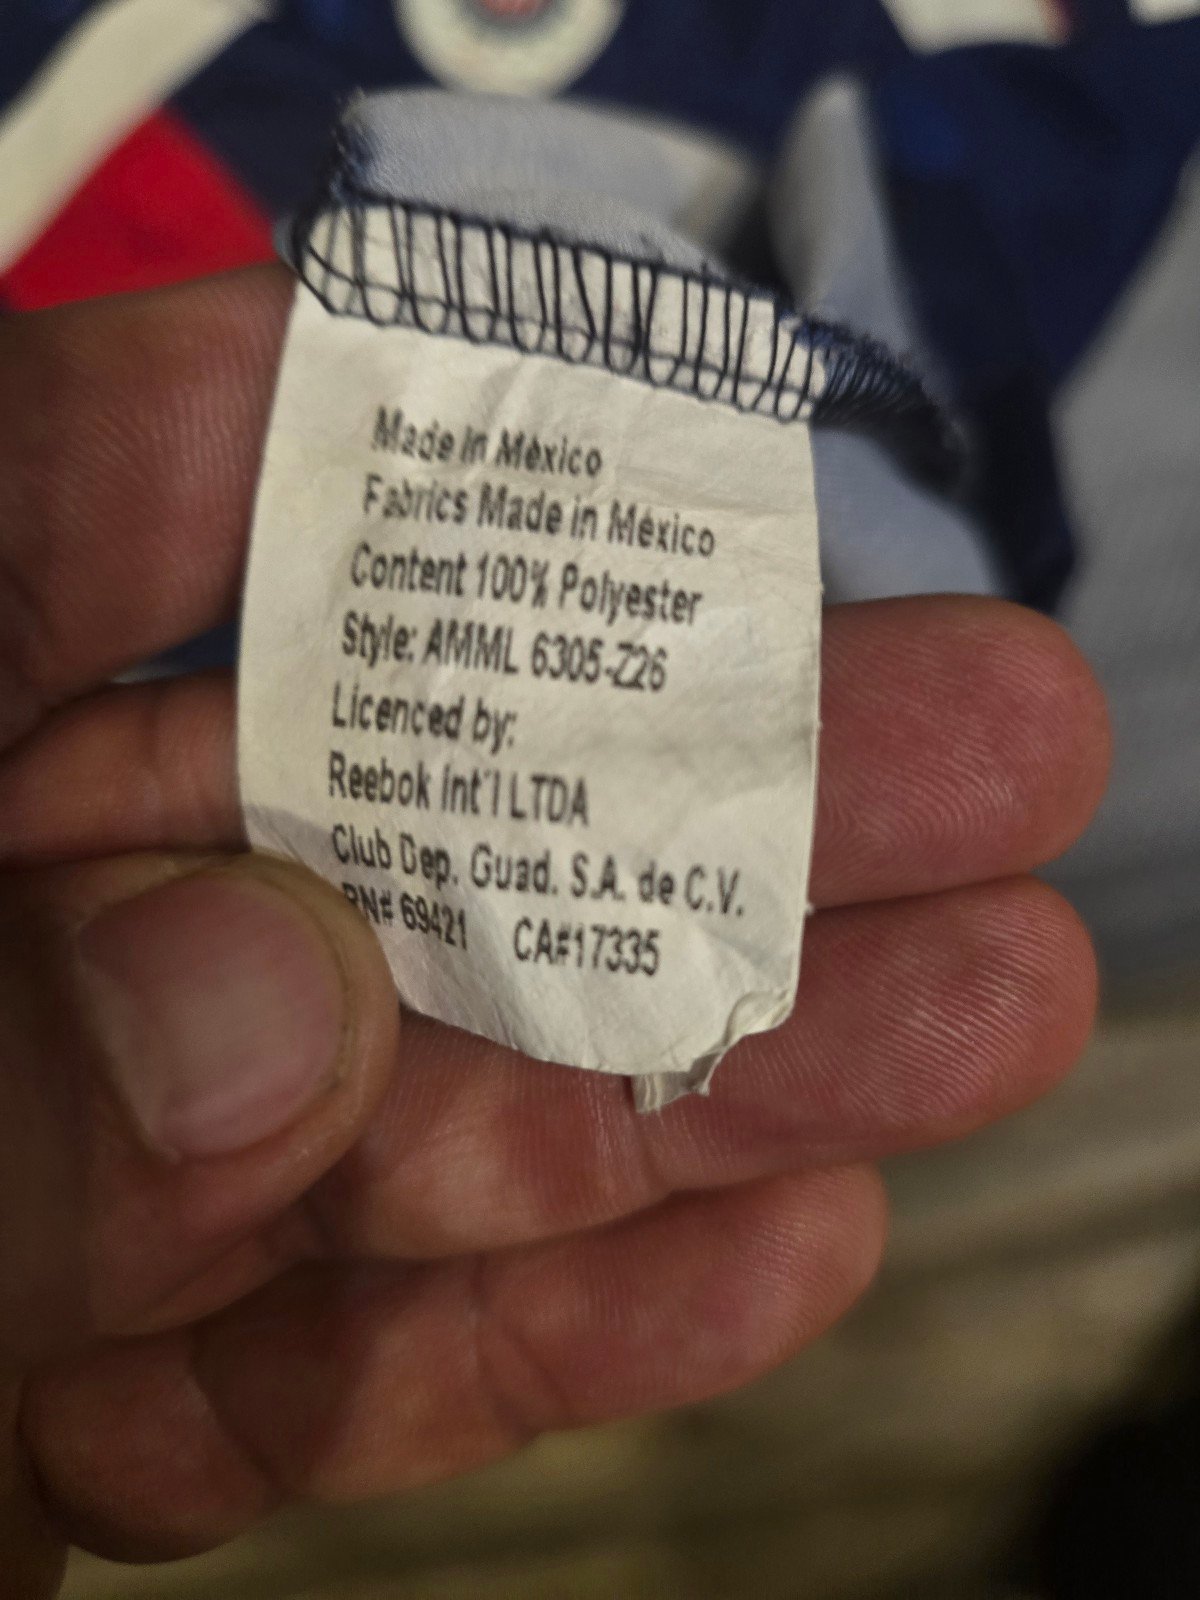 Made in México
Fabrics Made in México
Content 100% Polyester
Style: AMML 6305-Z26
Licenced by:
Reebok int´l LTDA
Club Dep. Guad. S.A. de C.V.
RN# 69421 CA#17335